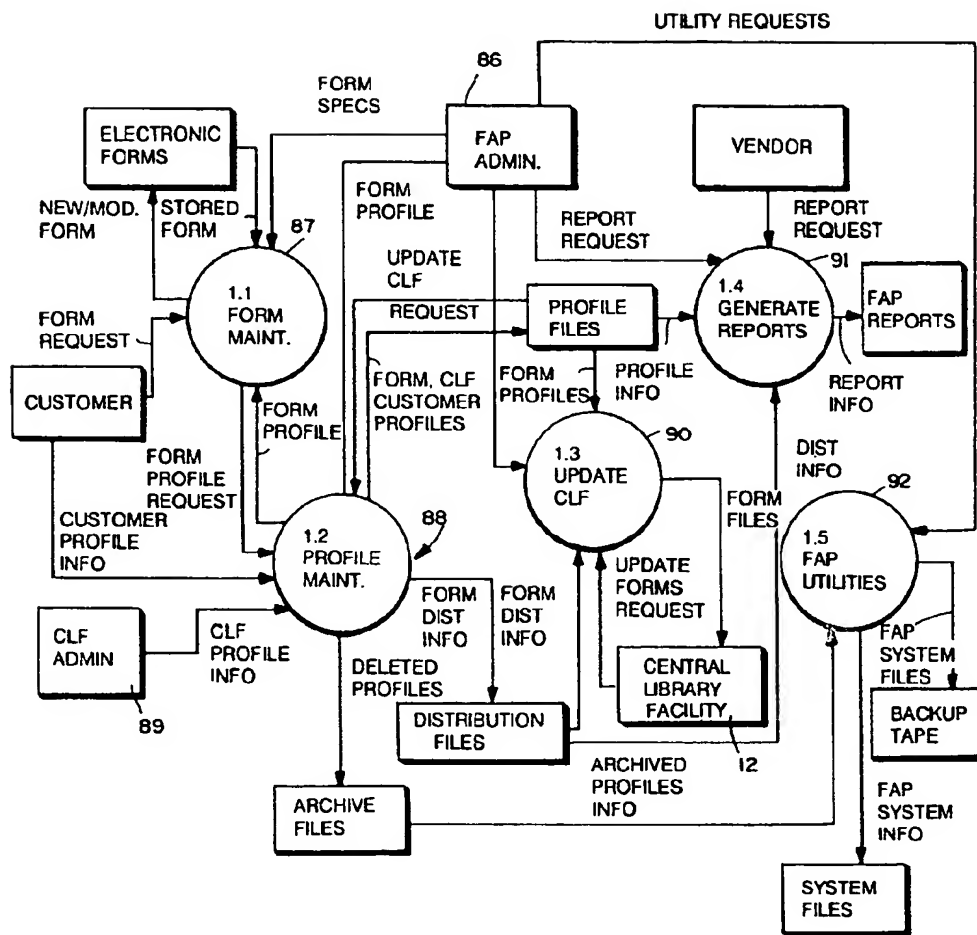 UTILITY REQUESTS
86
FORM
SPECS
ELECTRONIC
FORMS
FAP
ADMIN.
VENDOR
NEW/MOD.
FORM
STORED
FORM
87
FORM
PROFILE
REPORT
REQUEST
REPORT
REQUEST
91
UPDATE
CLF
REQUEST
1.1
FORM
MAINT.
PROFILE
FILES
1.4
GENERATE
REPORTS
FAP
REPORTS
FORM
REQUEST
CUSTOMER
FORM, CLF
CUSTOMER
PROFILES
FORM
PROFILES
PROFILE
INFO
REPORT
INFO
FORM
PROFILE
FORM
PROFILE
REQUEST
90
1.3
UPDATE
CLF
DIST
INFO
92
CUSTOMER
PROFILE
INFO
88
1.2
PROFILE
MAINT.
FORM
FILES
1.5
FAP
UTILITIES
UPDATE
FORMS
REQUEST
FORM
DIST
INFO
FORM
DIST
INFO
CLF
ADMIN
89
CLF
PROFILE
INFO
DELETED
PROFILES
DISTRIBUTION
FILES
CENTRAL
LIBRARY
FACILITY
12
FAP
SYSTEM
FILES
BACKUP
TAPE
ARCHIVED
PROFILES
INFO
ARCHIVE
FILES
FAP
SYSTEM
INFO
SYSTEM
FILES